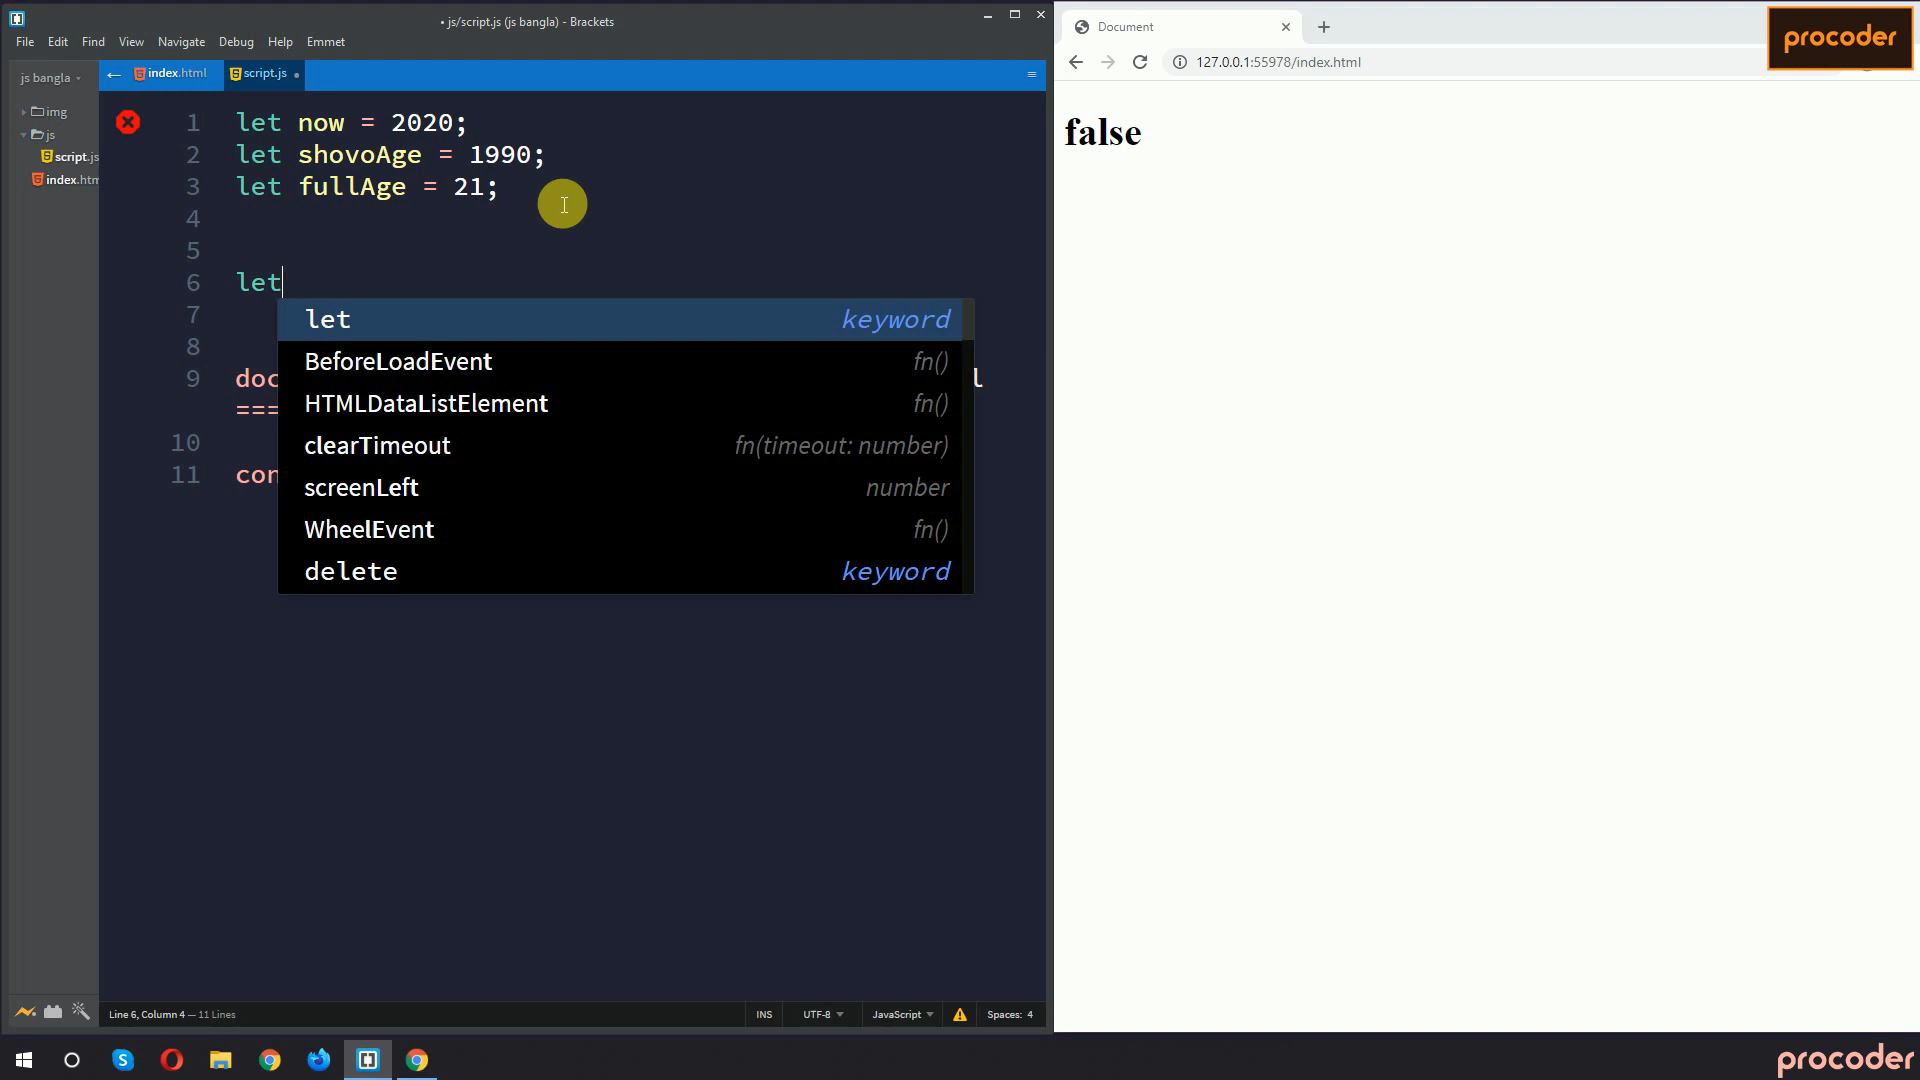 • js/script.js (js bangla) - Brackets
File Edit Find View Navigate Debug Help Emmet
js bangla
img
js
script.js
index.htm
index.html
script.js •
1 let now = 2020;
2 let shovoAge = 1990;
3 let fullAge = 21;
4
5
6 let
7
8
9 doc l
===
10
11 con
let keyword
BeforeLoadEvent fn()
HTMLDataListElement fn()
clearTimeout fn(timeout: number)
screenLeft number
WheelEvent fn()
delete keyword
Line 6, Column 4 — 11 Lines
INS UTF-8 JavaScript Spaces: 4
Document
127.0.0.1:55978/index.html
procoder
false
procoder